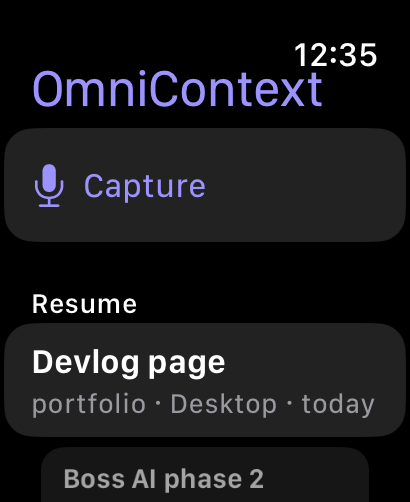 12:35
OmniContext
Capture
Resume
Devlog page
portfolio · Desktop · today
Boss AI phase 2